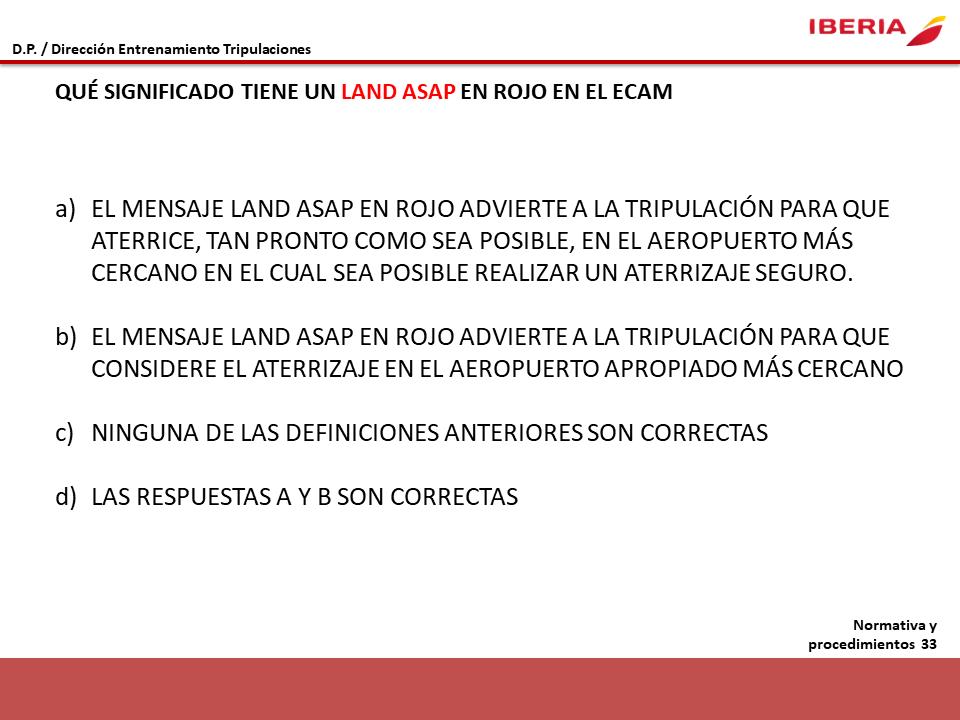 IBERIA
D.P. / Dirección Entrenamiento Tripulaciones
QUÉ SIGNIFICADO TIENE UN LAND ASAP EN ROJO EN EL ECAM
a) EL MENSAJE LAND ASAP EN ROJO ADVIERTE A LA TRIPULACIÓN PARA QUE
ATERRICE, TAN PRONTO COMO SEA POSIBLE, EN EL AEROPUERTO MÁS
CERCANO EN EL CUAL SEA POSIBLE REALIZAR UN ATERRIZAJE SEGURO.
b) EL MENSAJE LAND ASAP EN ROJO ADVIERTE A LA TRIPULACIÓN PARA QUE
CONSIDERE EL ATERRIZAJE EN EL AEROPUERTO APROPIADO MÁS CERCANO
c) NINGUNA DE LAS DEFINICIONES ANTERIORES SON CORRECTAS
d) LAS RESPUESTAS A Y B SON CORRECTAS
Normativa y
procedimientos 33